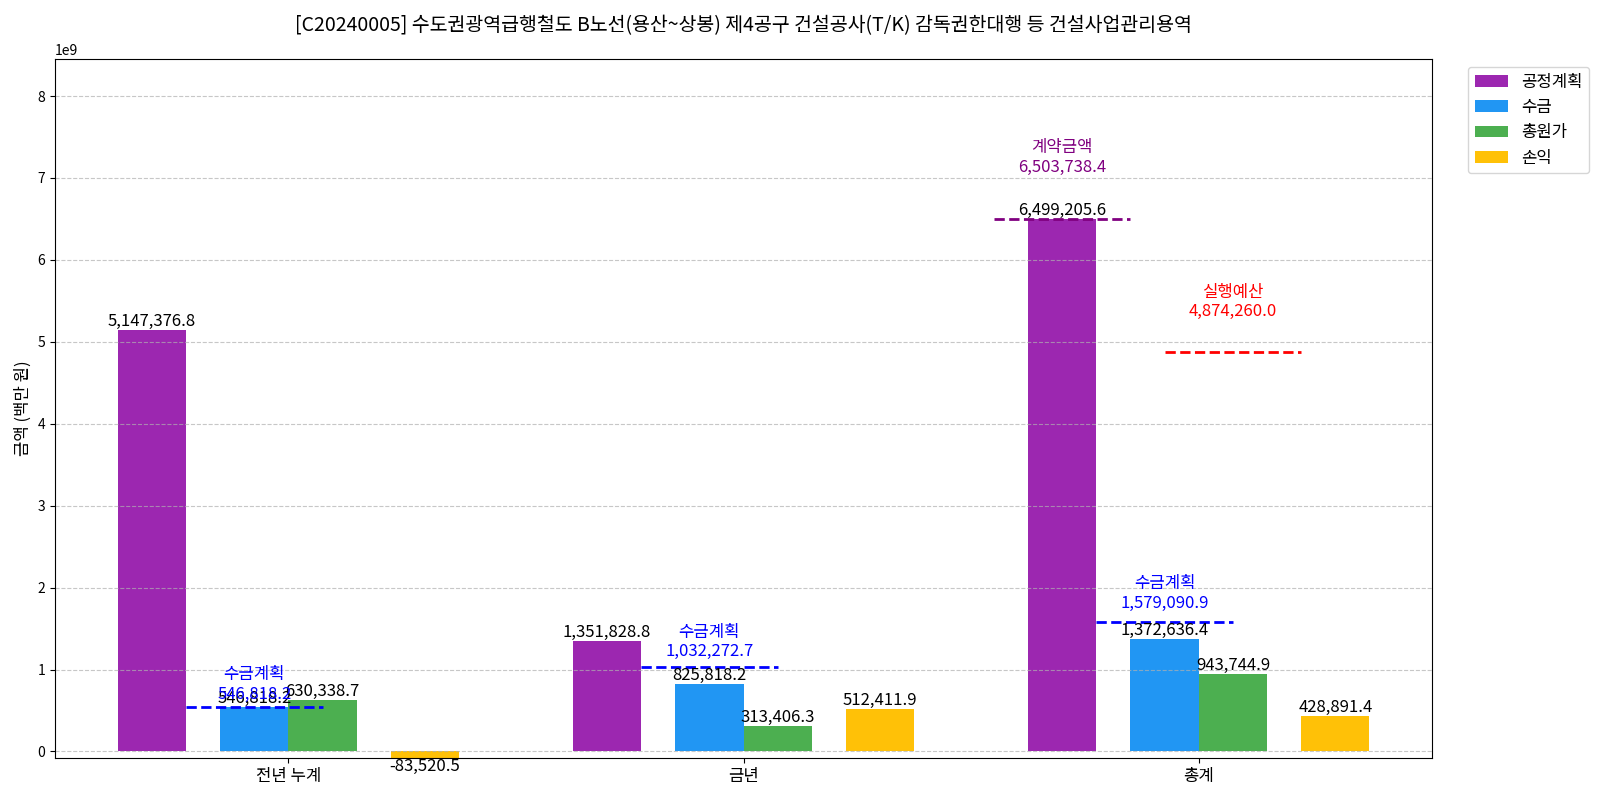 [C20240005] 수도권광역급행철도 B노선(용산~상봉) 제4공구 건설공사(T/K) 감독권한대행 등 건설사업관리용역
1e9
공정계획
수금
총원가
손익
금액 (백만 원)
8
7
6
5
4
3
2
1
0
5,147,376.8
수금계획
546,818.2
546,818.2
630,338.7
-83,520.5
1,351,828.8
수금계획
1,032,272.7
825,818.2
313,406.3
512,411.9
계약금액
6,503,738.4
6,499,205.6
실행예산
4,874,260.0
수금계획
1,579,090.9
1,372,636.4
943,744.9
428,891.4
전년 누계
금년
총계